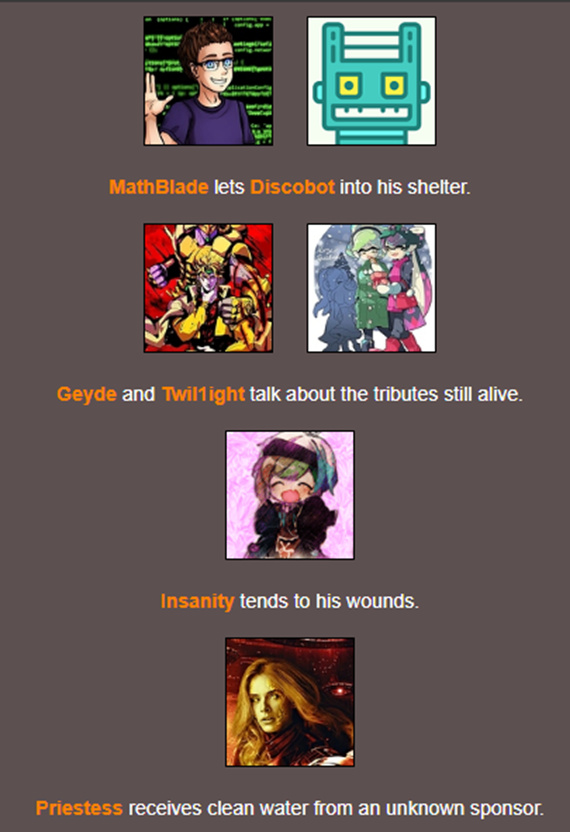 MathBlade lets Discobot into his shelter.
Geyde and Twil1ight talk about the tributes still alive.
Insanity tends to his wounds.
Priestess receives clean water from an unknown sponsor.